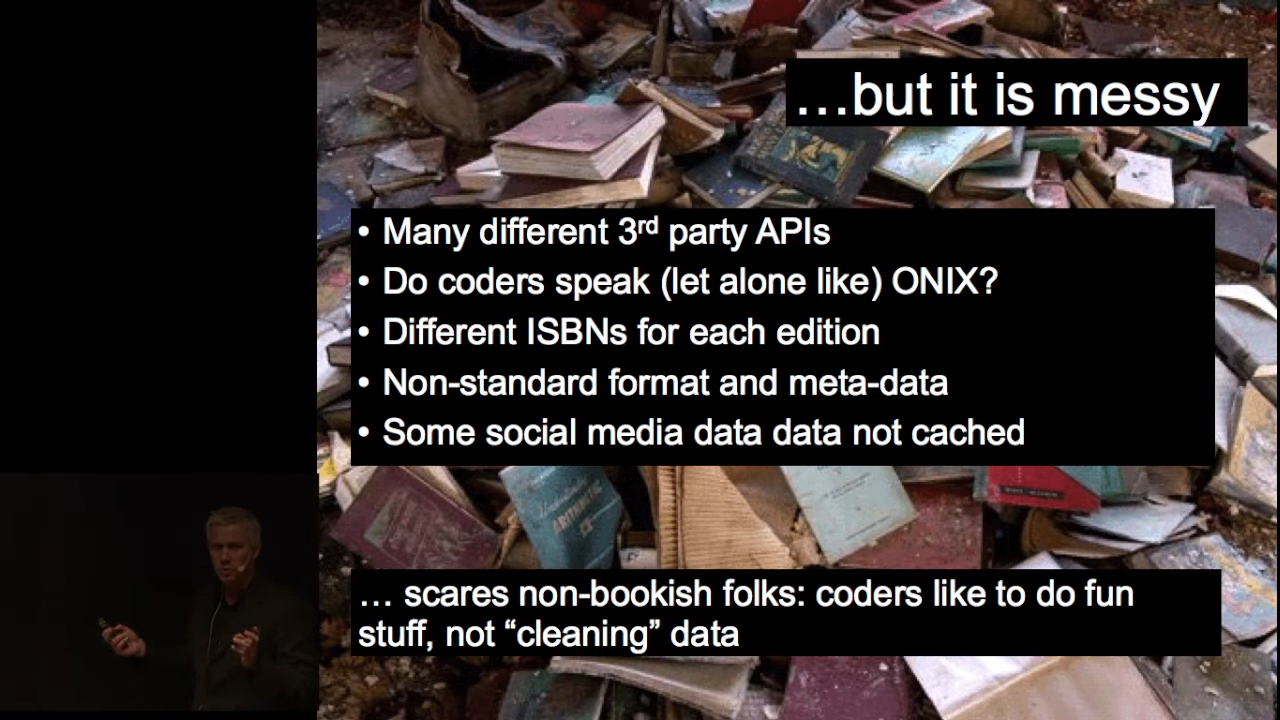 …but it is messy
• Many different 3rd party APIs
• Do coders speak (let alone like) ONIX?
• Different ISBNs for each edition
• Non-standard format and meta-data
• Some social media data data not cached
ARITHMETIC
… scares non-bookish folks: coders like to do fun
stuff, not “cleaning” data